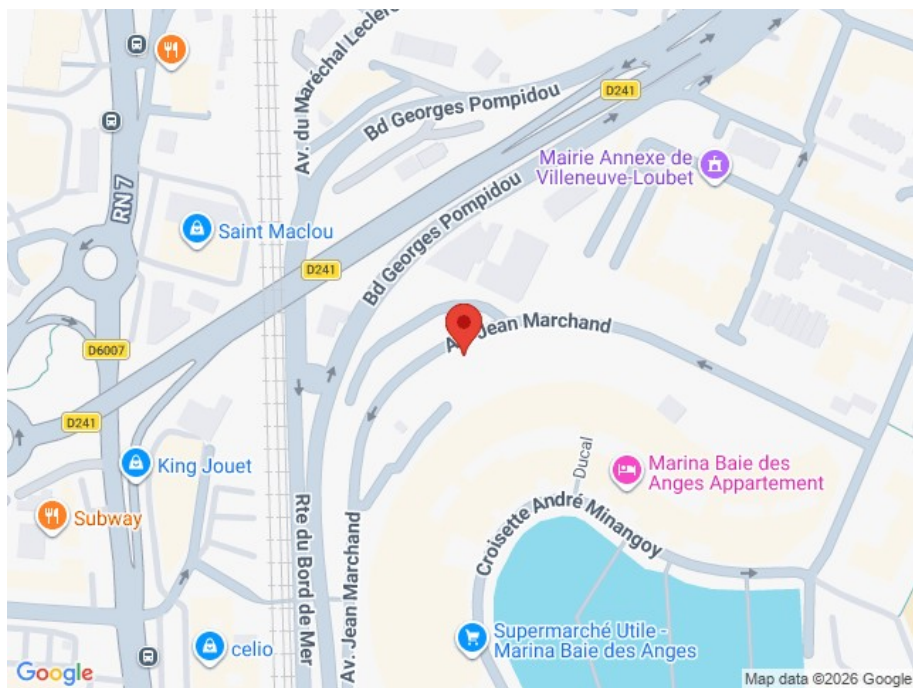 Av. du Maréchal Leclerc
Bd Georges Pompidou
D241
RN 7
Mairie Annexe de
Villeneuve-Loubet
Saint Maclou
Bd Georges Pompidou
D241
Jean Marchand
D6007
D241
King Jouet
Ducal
Marina Baie des
Anges Appartement
Subway
Rte du Bord de Mer
Av. Jean Marchand
Croisette André Minangoy
celio
Supermarché Utile -
Marina Baie des Anges
Google
Map data ©2026 Google